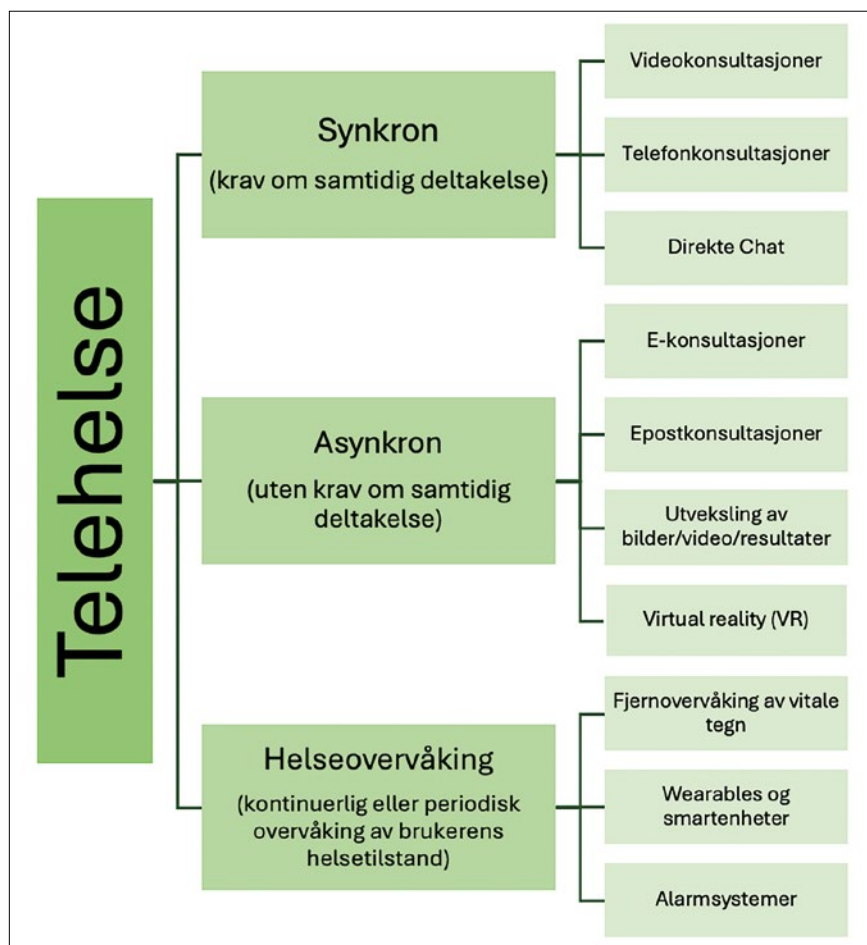 Telehelse
Synkron
(krav om samtidig deltakelse)
Videokonsultasjoner
Telefonkonsultasjoner
Direkte Chat
Asynkron
(uten krav om samtidig
deltakelse)
E-konsultasjoner
Epostkonsultasjoner
Utveksling av
bilder/video/resultater
Virtual reality (VR)
Helseovervåking
(kontinuerlig eller periodisk
overvåking av brukerens
helsetilstand)
Fjernovervåking av vitale
tegn
Wearables og
smartenheter
Alarmsystemer